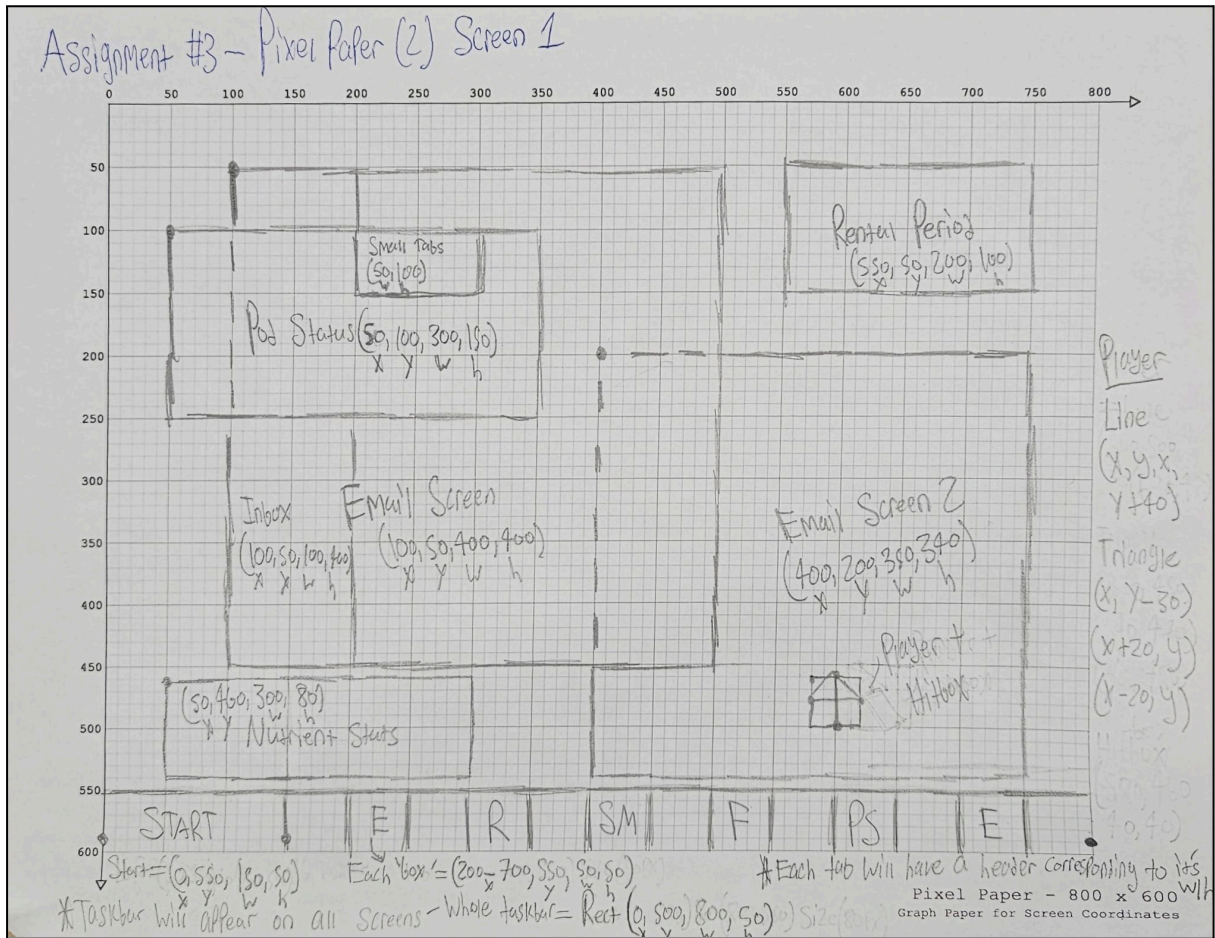 Assignment #3 - Pixel Paper (2) Screen 1
0 50 100 150 200 250 300 350 400 450 500 550 600 650 700 750 800
50
100
150
200
250
300
350
400
450
500
550
600
Rental Period
(550, 50, 200, 100)
x y w h
Small Tabs
(50, 100)
w h
Pod Status (50, 100, 300, 150)
x y w h
Inbox
(100, 50, 100, 400)
x y w h
Email Screen
(100, 50, 400, 400)
x y w h
Email Screen 2
(400, 200, 350, 340)
x y w h
Player +
Hitbox
(50, 460, 300, 80)
x y w h
Nutrient Stats
Player
Line
(x, y, x,
y+40)
Triangle
(x, y-30)
(x+20, y)
(x-20, y)
Hitbox
START E R SM F PS E
Start = (0, 550, 150, 50)
x y w h
Each 'box' = (200-700, 550, 50, 50)
x y w h
*Each tab will have a header corresponding to it's w/h
*Taskbar will appear on all screens - Whole taskbar = Rect (0, 500, 800, 50)
x y w h
Pixel Paper - 800 x 600
Graph Paper for Screen Coordinates